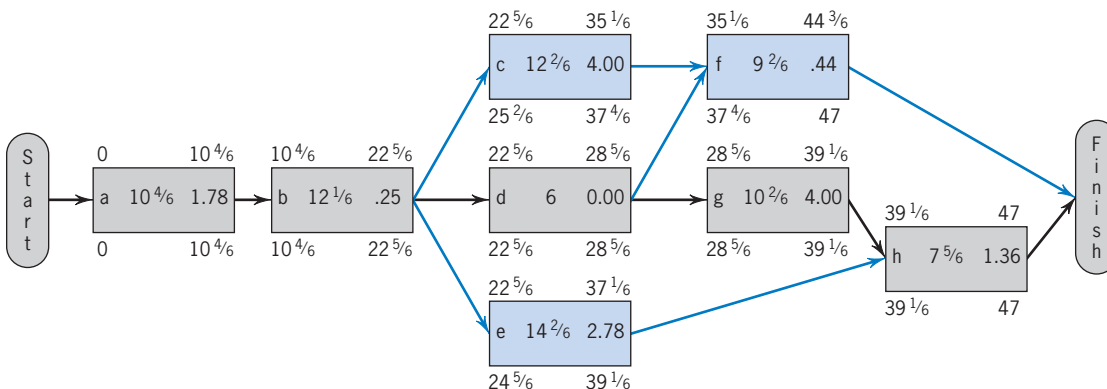 22 5/6 35 1/6
c 12 2/6 4.00
25 2/6 37 4/6
35 1/6 44 3/6
f 9 2/6 .44
37 4/6 47
Start
0 10 4/6
a 10 4/6 1.78
0 10 4/6
10 4/6 22 5/6
b 12 1/6 .25
10 4/6 22 5/6
22 5/6 28 5/6
d 6 0.00
22 5/6 28 5/6
28 5/6 39 1/6
g 10 2/6 4.00
28 5/6 39 1/6
22 5/6 37 1/6
e 14 2/6 2.78
24 5/6 39 1/6
39 1/6 47
h 7 5/6 1.36
39 1/6 47
Finish